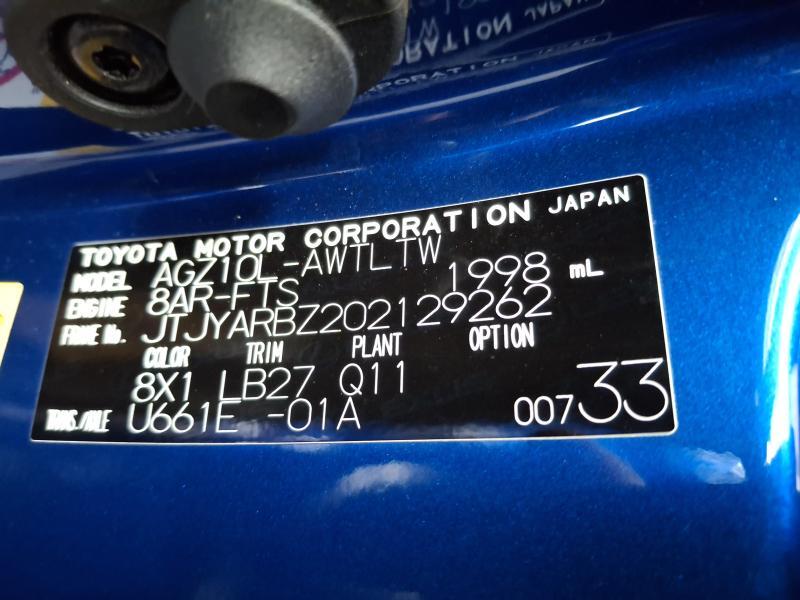 TOYOTA MOTOR CORPORATION JAPAN
MODEL AGZ10L-AWTLTW
ENGINE 8AR-FTS 1998 mL
FRAME No. JTJYARBZ202129262
COLOR TRIM PLANT OPTION
8X1 LB27 Q11
TRANS./AXLE U661E -01A 00733